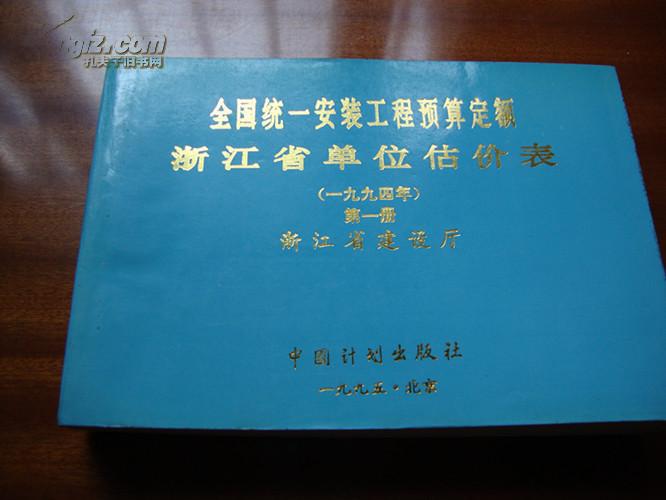 孔夫子旧书网
全国统一安装工程预算定额
浙江省单位估价表
(一九九四年)
第一册
浙江省建设厅
中国计划出版社
一九九五·北京